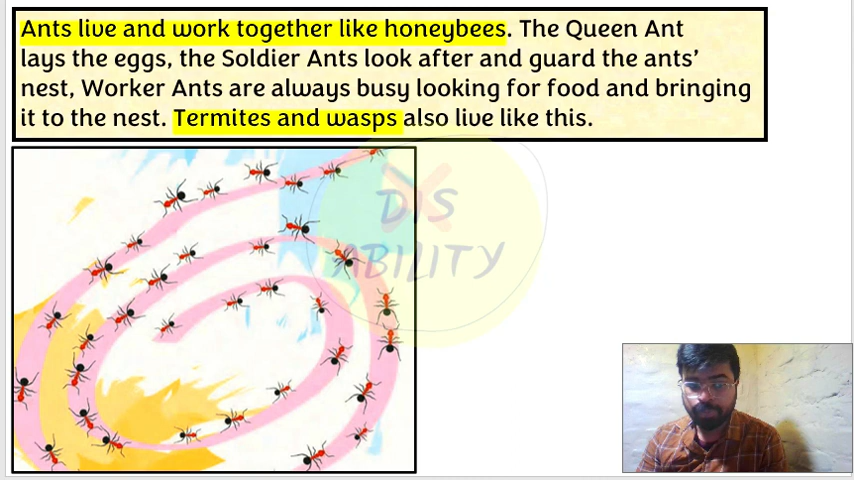 Ants live and work together like honeybees. The Queen Ant
lays the eggs, the Soldier Ants look after and guard the ants'
nest, Worker Ants are always busy looking for food and bringing
it to the nest. Termites and wasps also live like this.
DIS
ABILITY